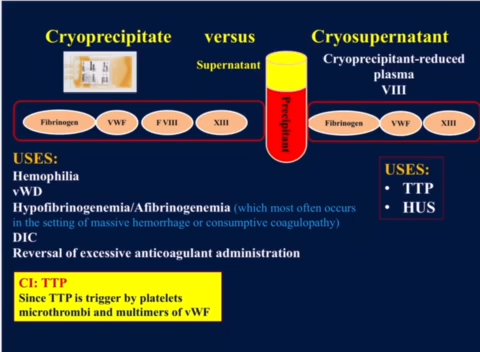 Cryoprecipitate versus Cryosupernatant
Supernatant
Cryoprecipitant-reduced
plasma
VIII
Precipitant
Fibrinogen VWF F VIII XIII
Fibrinogen VWF XIII
USES:
Hemophilia
vWD
Hypofibrinogenemia/Afibrinogenemia (which most often occurs
in the setting of massive hemorrhage or consumptive coagulopathy)
DIC
Reversal of excessive anticoagulant administration
USES:
• TTP
• HUS
CI: TTP
Since TTP is trigger by platelets
microthrombi and multimers of vWF